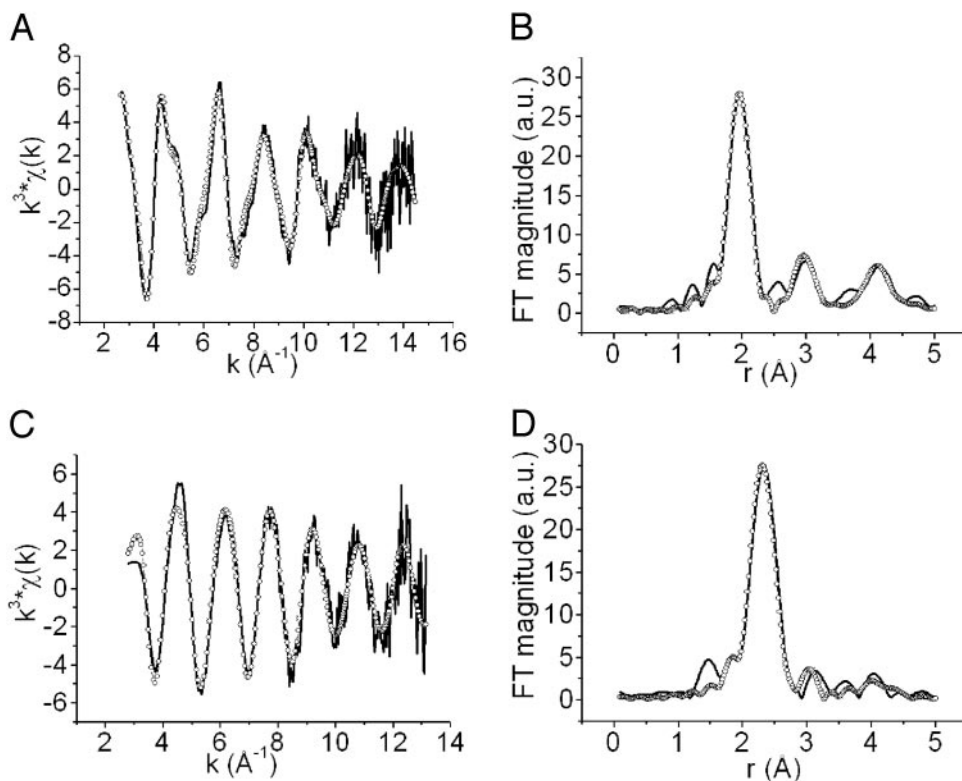 A
8
6
4
2
0
-2
-4
-6
-8
k³*χ(k)
2 4 6 8 10 12 14 16
k (Å⁻¹)
B
30
25
20
15
10
5
0
FT magnitude (a.u.)
0 1 2 3 4 5
r (Å)
C
6
4
2
0
-2
-4
-6
k³*χ(k)
2 4 6 8 10 12 14
k (Å⁻¹)
D
30
25
20
15
10
5
0
FT magnitude (a.u.)
0 1 2 3 4 5
r (Å)